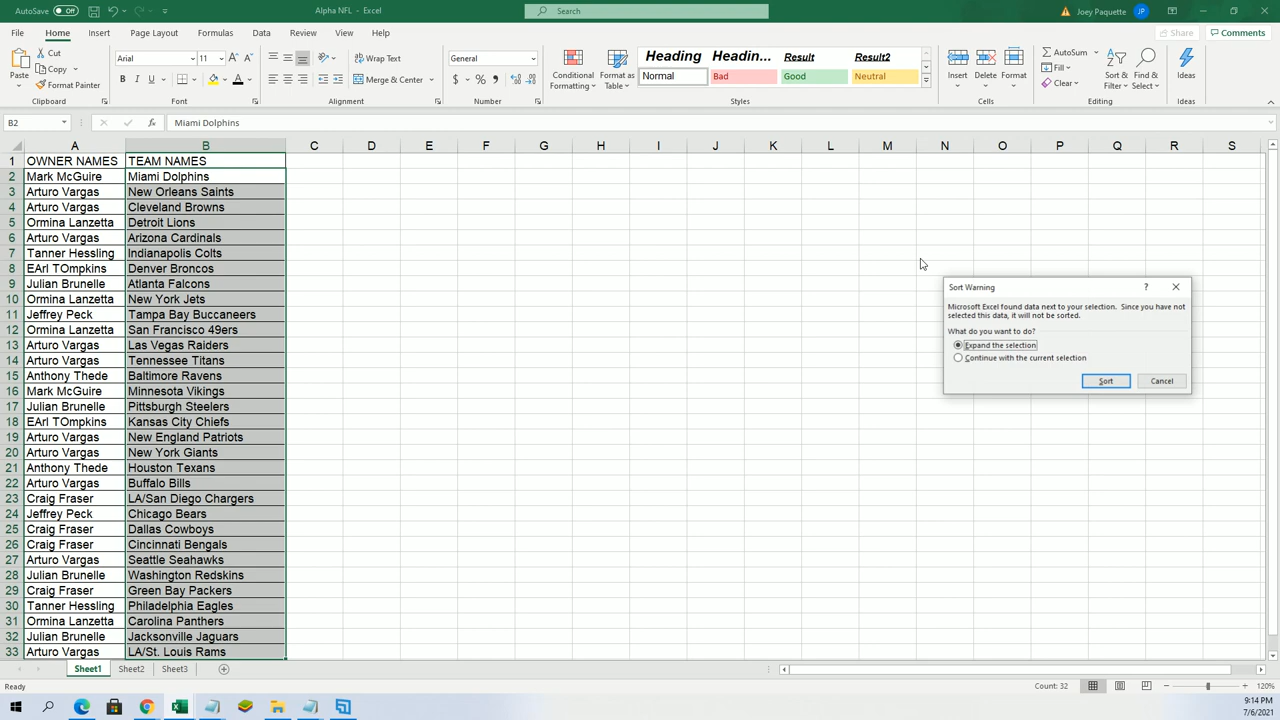 AutoSave Off Alpha NFL - Excel Search Joey Paquette JP
File Home Insert Page Layout Formulas Data Review View Help Share Comments
Paste Cut Copy Format Painter Clipboard
Arial 11 B I U Font
Wrap Text Merge & Center Alignment
General $ % Number
Conditional Formatting Format as Table
Heading Headin... Result Result2
Normal Bad Good Neutral
Styles
Insert Delete Format Cells
AutoSum Fill Clear Sort & Filter Find & Select Editing
Ideas Ideas
B2 fx Miami Dolphins
A B C D E F G H I J K L M N O P Q R S
1 OWNER NAMES TEAM NAMES
2 Mark McGuire Miami Dolphins
3 Arturo Vargas New Orleans Saints
4 Arturo Vargas Cleveland Browns
5 Ormina Lanzetta Detroit Lions
6 Arturo Vargas Arizona Cardinals
7 Tanner Hessling Indianapolis Colts
8 EArl TOmpkins Denver Broncos
9 Julian Brunelle Atlanta Falcons
10 Ormina Lanzetta New York Jets
11 Jeffrey Peck Tampa Bay Buccaneers
12 Ormina Lanzetta San Francisco 49ers
13 Arturo Vargas Las Vegas Raiders
14 Arturo Vargas Tennessee Titans
15 Anthony Thede Baltimore Ravens
16 Mark McGuire Minnesota Vikings
17 Julian Brunelle Pittsburgh Steelers
18 EArl TOmpkins Kansas City Chiefs
19 Arturo Vargas New England Patriots
20 Arturo Vargas New York Giants
21 Anthony Thede Houston Texans
22 Arturo Vargas Buffalo Bills
23 Craig Fraser LA/San Diego Chargers
24 Jeffrey Peck Chicago Bears
25 Craig Fraser Dallas Cowboys
26 Craig Fraser Cincinnati Bengals
27 Arturo Vargas Seattle Seahawks
28 Julian Brunelle Washington Redskins
29 Craig Fraser Green Bay Packers
30 Tanner Hessling Philadelphia Eagles
31 Ormina Lanzetta Carolina Panthers
32 Julian Brunelle Jacksonville Jaguars
33 Arturo Vargas LA/St. Louis Rams
Sort Warning ?
Microsoft Excel found data next to your selection. Since you have not
selected this data, it will not be sorted.
What do you want to do?
Expand the selection
Continue with the current selection
Sort Cancel
Sheet1 Sheet2 Sheet3
Ready Count: 32 120%
9:14 PM
7/6/2021